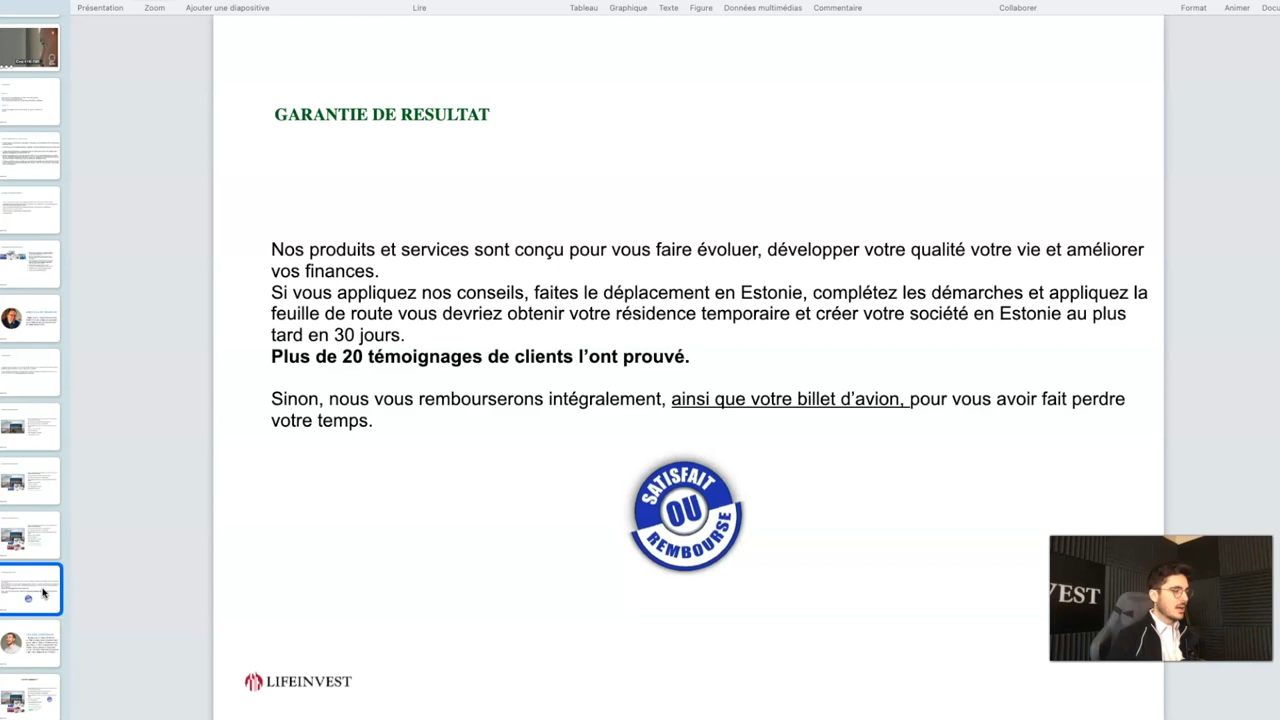 Présentation Zoom Ajouter une diapositive Lire Tableau Graphique Texte Figure Données multimédias Commentaire Collaborer Format Animer
GARANTIE DE RESULTAT
Nos produits et services sont conçu pour vous faire évoluer, développer votre qualité votre vie et améliorer
vos finances.
Si vous appliquez nos conseils, faites le déplacement en Estonie, complétez les démarches et appliquez la
feuille de route vous devriez obtenir votre résidence temporaire et créer votre société en Estonie au plus
tard en 30 jours.
Plus de 20 témoignages de clients l’ont prouvé.
Sinon, nous vous rembourserons intégralement, ainsi que votre billet d’avion, pour vous avoir fait perdre
votre temps.
SATISFAIT
OU
REMBOURSE
VEST
LIFEINVEST